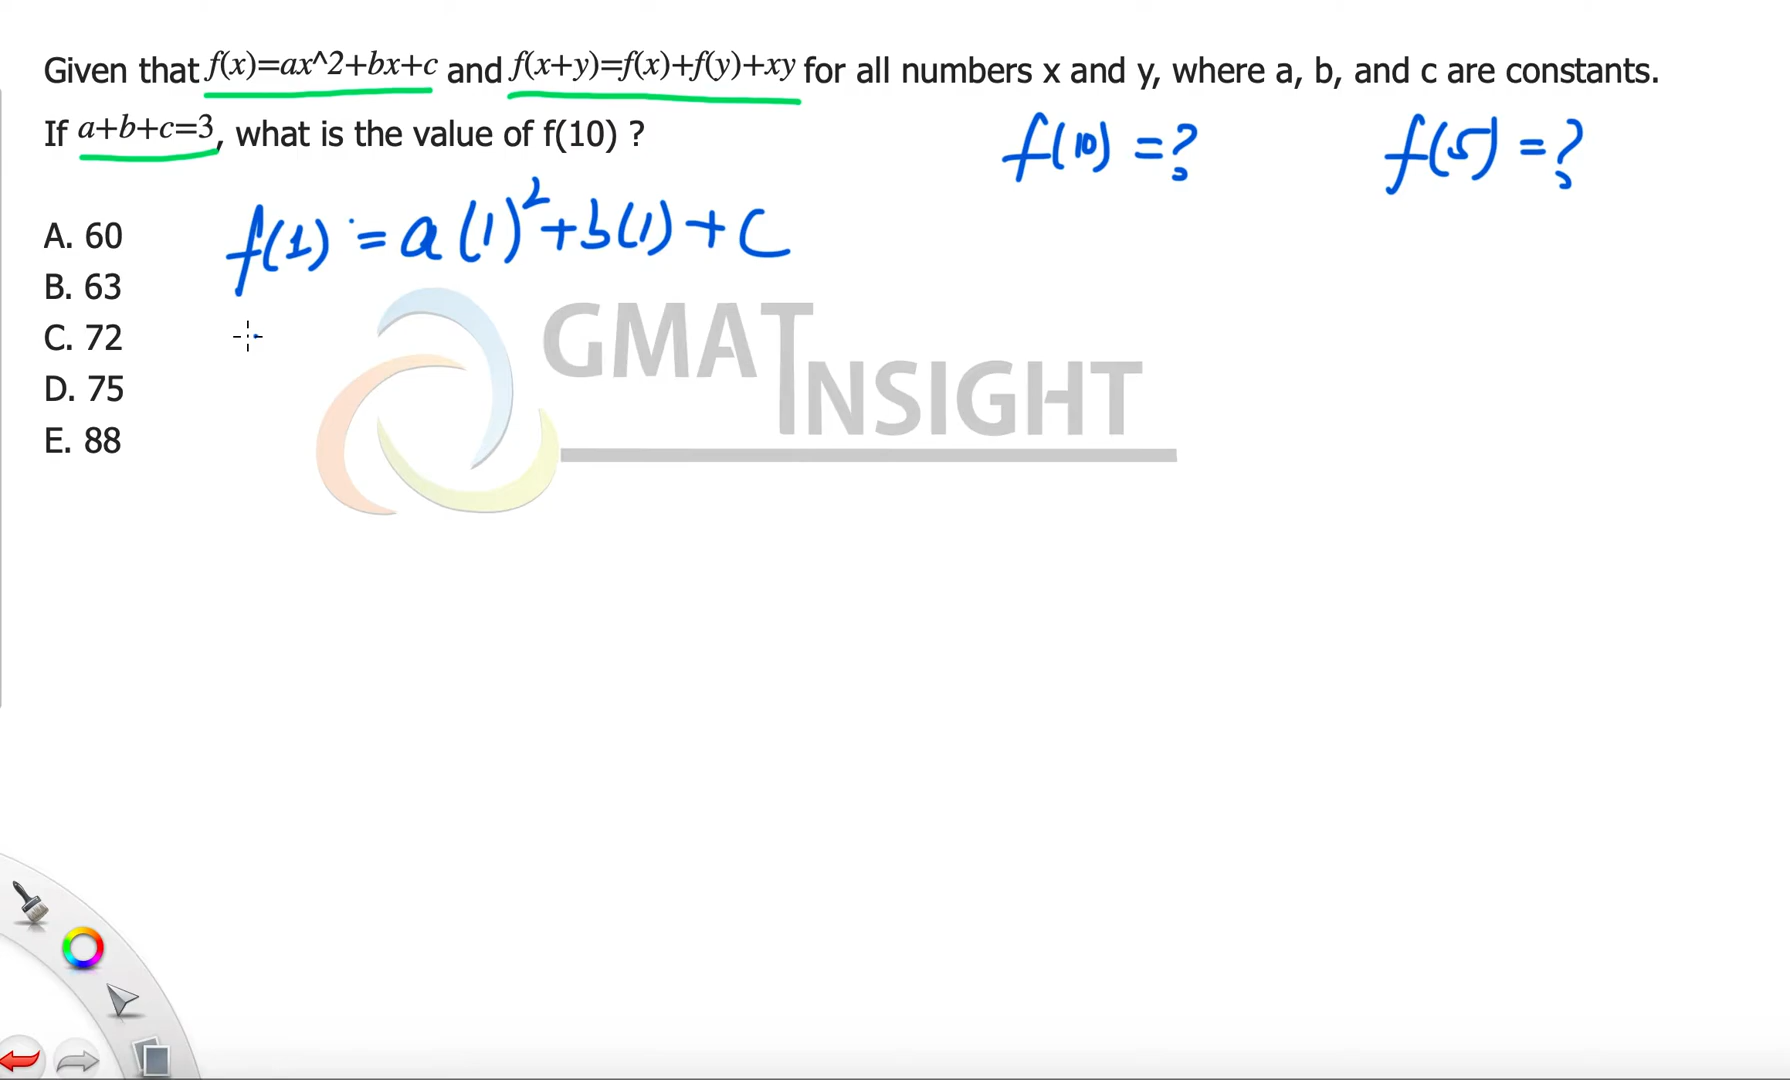 Given that f(x)=ax^2+bx+c and f(x+y)=f(x)+f(y)+xy for all numbers x and y, where a, b, and c are constants.
If a+b+c=3, what is the value of f(10) ?
f(10) =? f(5) =?
A. 60
f(1) = a(1)²+b(1)+c
B. 63
C. 72
D. 75
E. 88
GMAT
INSIGHT